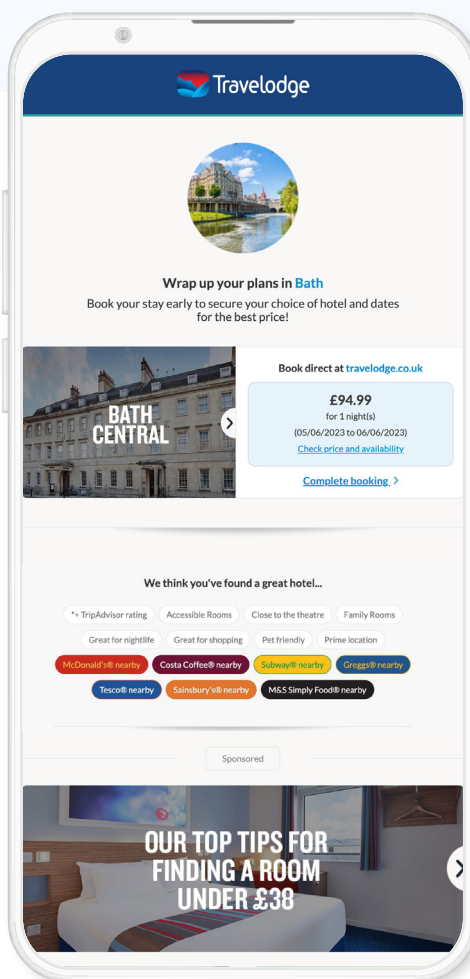 Travelodge
Wrap up your plans in Bath
Book your stay early to secure your choice of hotel and dates
for the best price!
BATH
CENTRAL
Book direct at travelodge.co.uk
£94.99
for 1 night(s)
(05/06/2023 to 06/06/2023)
Check price and availability
Complete booking >
We think you've found a great hotel...
*+ TripAdvisor rating Accessible Rooms Close to the theatre Family Rooms
Great for nightlife Great for shopping Pet friendly Prime location
McDonald's® nearby Costa Coffee® nearby Subway® nearby Greggs® nearby
Tesco® nearby Sainsbury's® nearby M&S Simply Food® nearby
Sponsored
OUR TOP TIPS FOR
FINDING A ROOM
UNDER £38